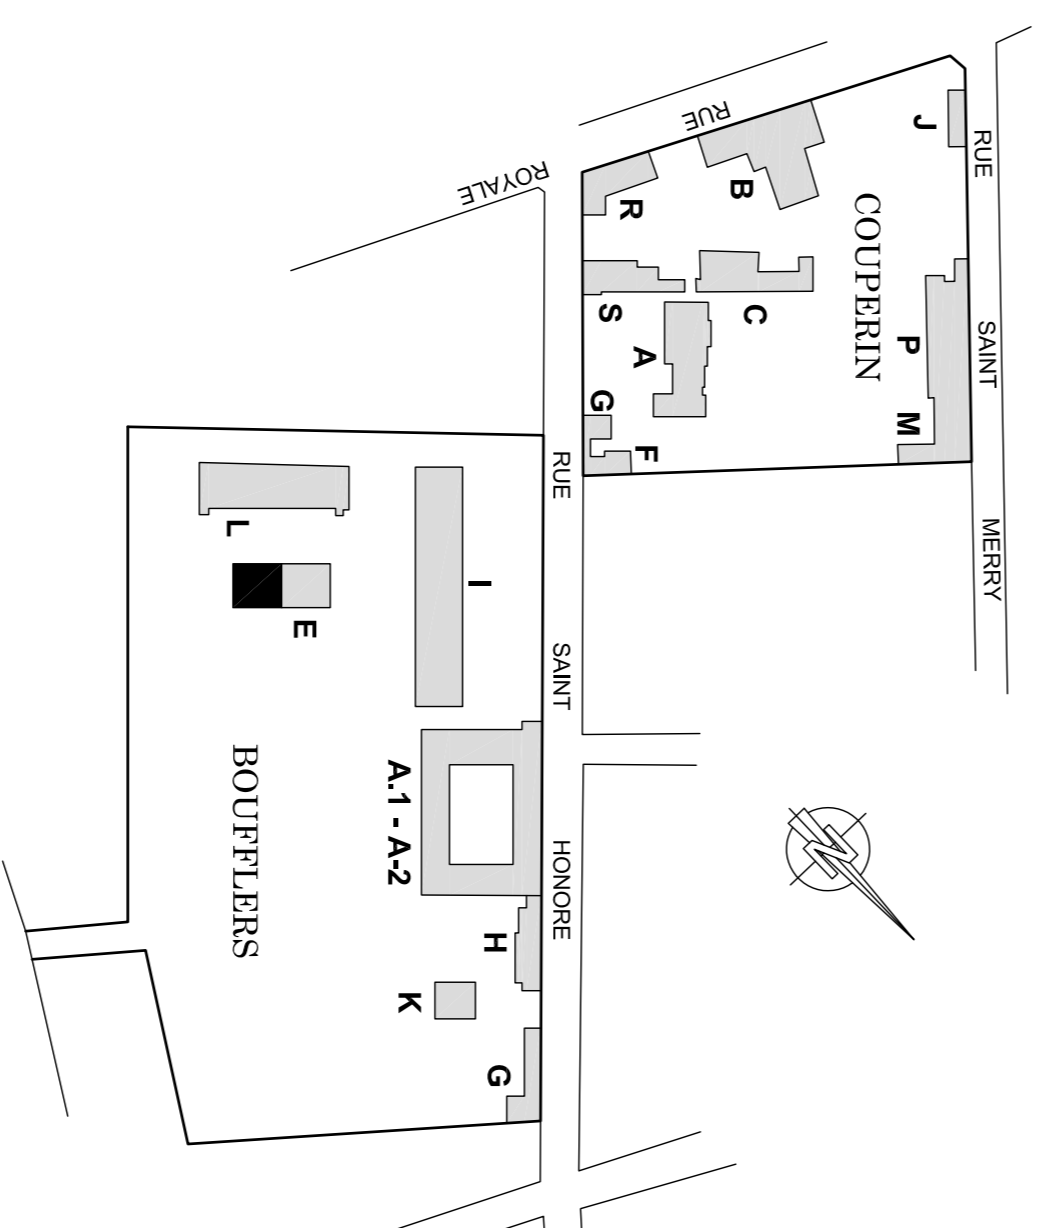 RUE
ROYALE
RUE
SAINT
MERRY
RUE
SAINT
HONORE
COUPERIN
J
B
R
S
C
A
P
M
G
F
BOUFFLERS
L
E
I
A.1 - A-2
H
K
G
N